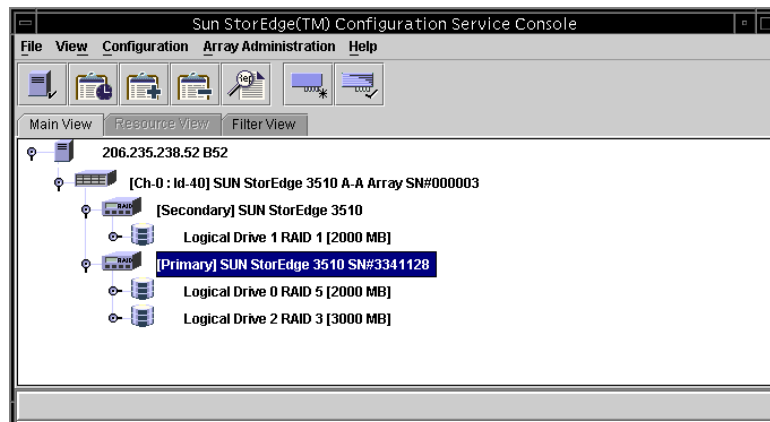 Sun StorEdge(TM) Configuration Service Console
File View Configuration Array Administration Help
Rep
Main View Resource View Filter View
206.235.238.52 B52
[Ch-0 : Id-40] SUN StorEdge 3510 A-A Array SN#000003
RAID [Secondary] SUN StorEdge 3510
Logical Drive 1 RAID 1 [2000 MB]
RAID [Primary] SUN StorEdge 3510 SN#3341128
Logical Drive 0 RAID 5 [2000 MB]
Logical Drive 2 RAID 3 [3000 MB]